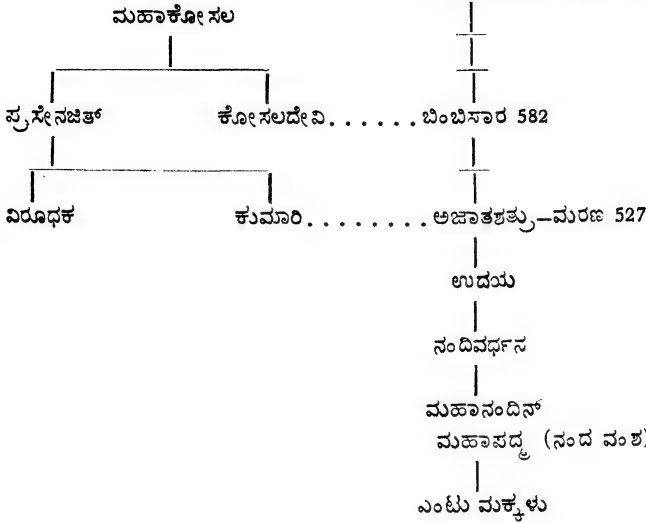 ಮಹಾಕೋಸಲ
ಪ್ರಸೇನಜಿತ್ ಕೋಸಲದೇವಿ......ಬಿಂಬಿಸಾರ 582
ವಿರೂಧಕ ಕುಮಾರಿ........ಅಜಾತಶತ್ರು—ಮರಣ 527
ಉದಯ
ನಂದಿವರ್ಧನ
ಮಹಾನಂದಿನ್
ಮಹಾಪದ್ಮ (ನಂದ ವಂಶ)
ಎಂಟು ಮಕ್ಕಳು